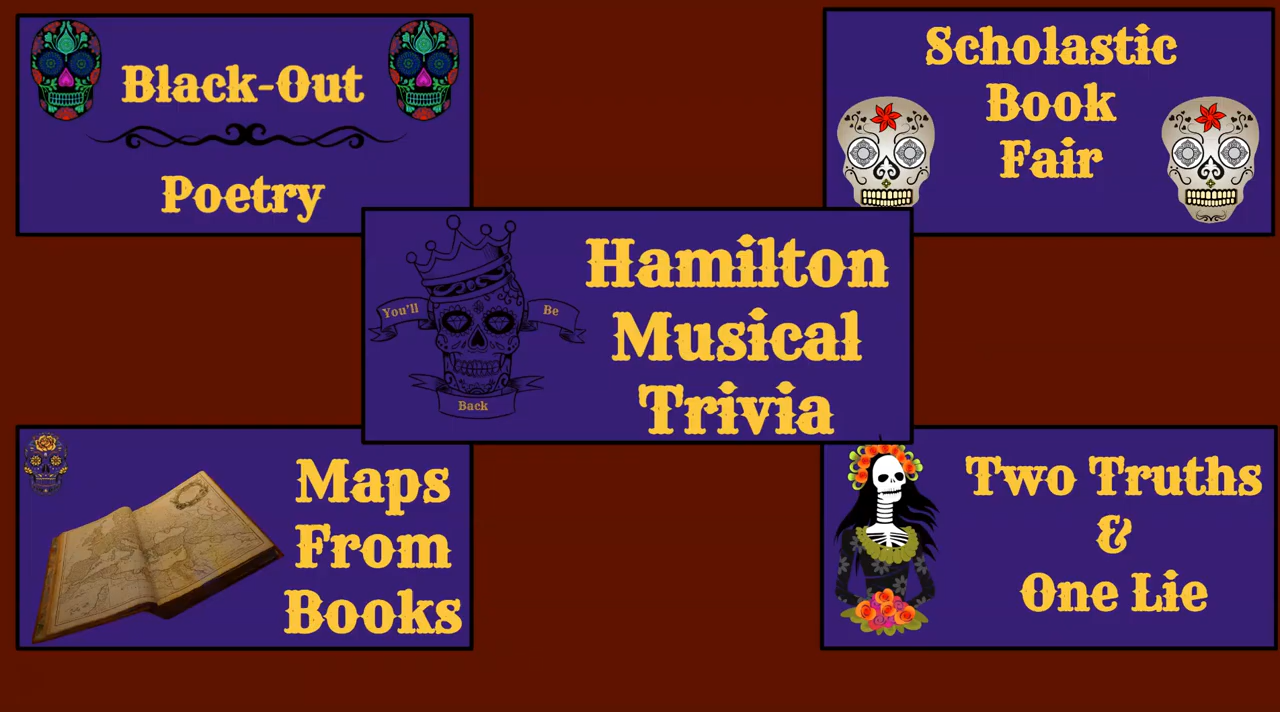 Black-Out
Poetry
Scholastic
Book
Fair
You'll
Be
Back
Hamilton
Musical
Trivia
Maps
From
Books
Two Truths
&
One Lie